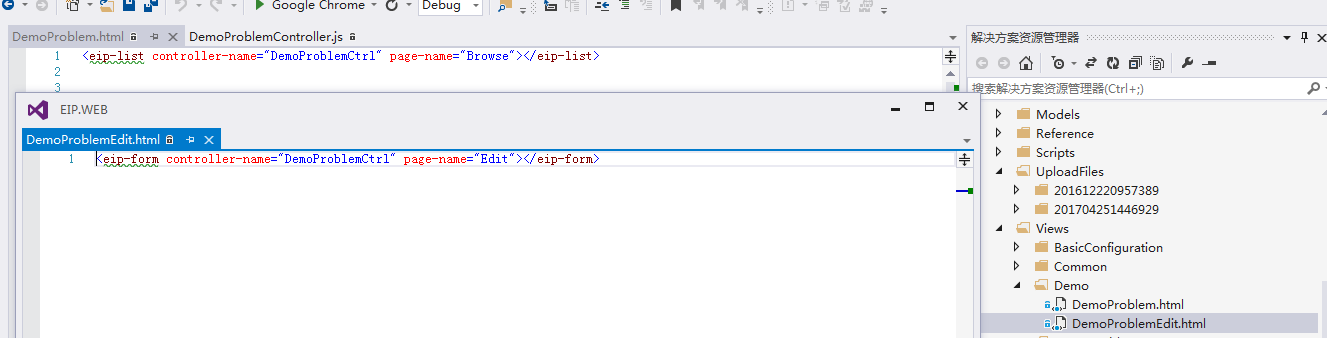 Google Chrome
Debug
DemoProblem.html
DemoProblemController.js
1 <eip-list controller-name="DemoProblemCtrl" page-name="Browse"></eip-list>
2
3
EIP.WEB
DemoProblemEdit.html
1 <eip-form controller-name="DemoProblemCtrl" page-name="Edit"></eip-form>
解决方案资源管理器
搜索解决方案资源管理器(Ctrl+;)
Models
Reference
Scripts
UploadFiles
201612220957389
201704251446929
Views
BasicConfiguration
Common
Demo
DemoProblem.html
DemoProblemEdit.html